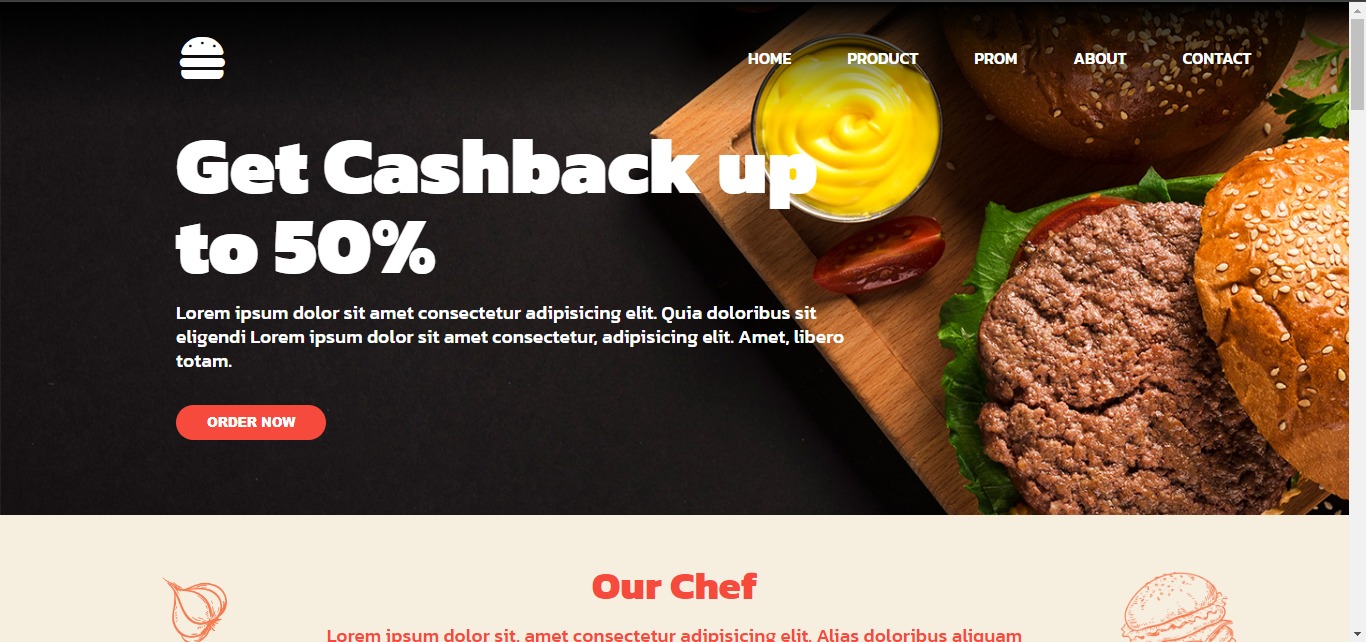 HOME PRODUCT PROM ABOUT CONTACT
Get Cashback up
to 50%
Lorem ipsum dolor sit amet consectetur adipisicing elit. Quia doloribus sit
eligendi Lorem ipsum dolor sit amet consectetur, adipisicing elit. Amet, libero
totam.
ORDER NOW
Our Chef
Lorem ipsum dolor sit, amet consectetur adipisicing elit. Alias doloribus aliquam